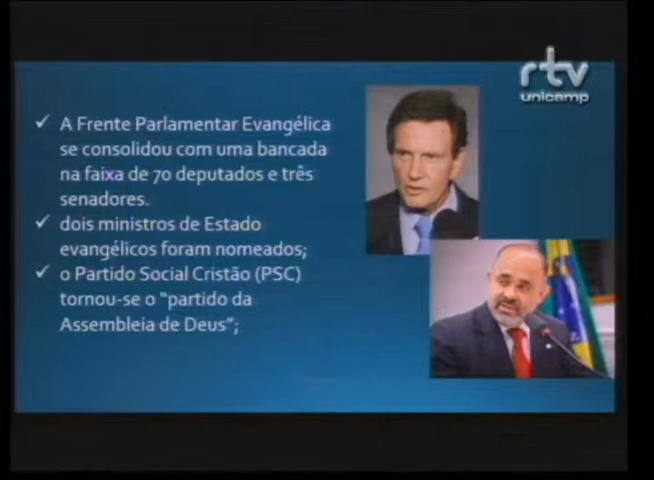 rtv
unicamp
✓ A Frente Parlamentar Evangélica
se consolidou com uma bancada
na faixa de 70 deputados e três
senadores.
✓ dois ministros de Estado
evangélicos foram nomeados;
✓ o Partido Social Cristão (PSC)
tornou-se o "partido da
Assembleia de Deus";